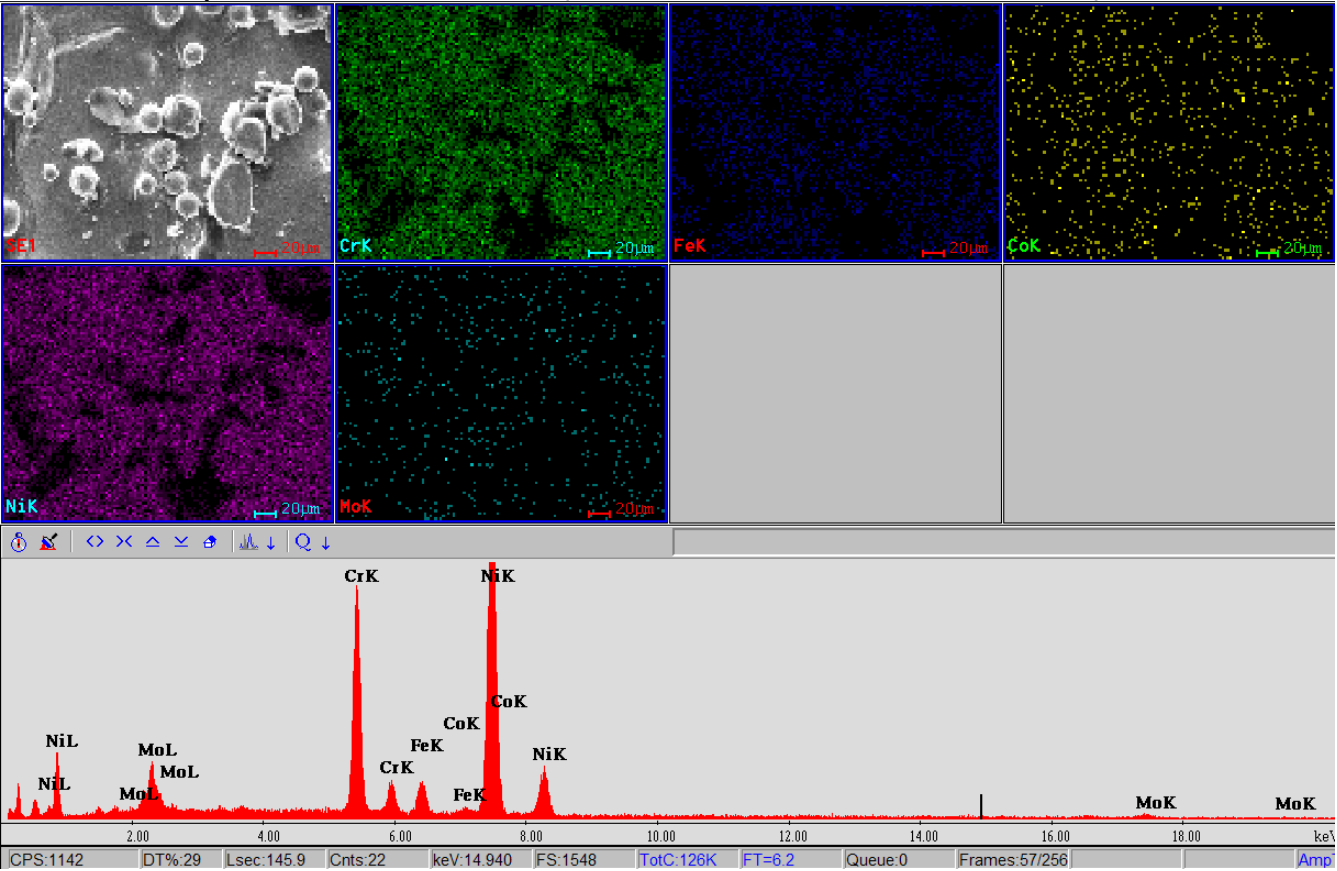 SE1 20µm
CrK 20µm
FeK 20µm
CoK 20µm
NiK 20µm
MoK 20µm
Q
CrK NiK
CoK
CoK
NiL FeK
MoL NiK
MoL CrK
NiL
MoL FeK MoK MoK
2.00 4.00 6.00 8.00 10.00 12.00 14.00 16.00 18.00 keV
CPS:1142 DT%:29 Lsec:145.9 Cnts:22 keV:14.940 FS:1548 TotC:126K FT=6.2 Queue:0 Frames:57/256